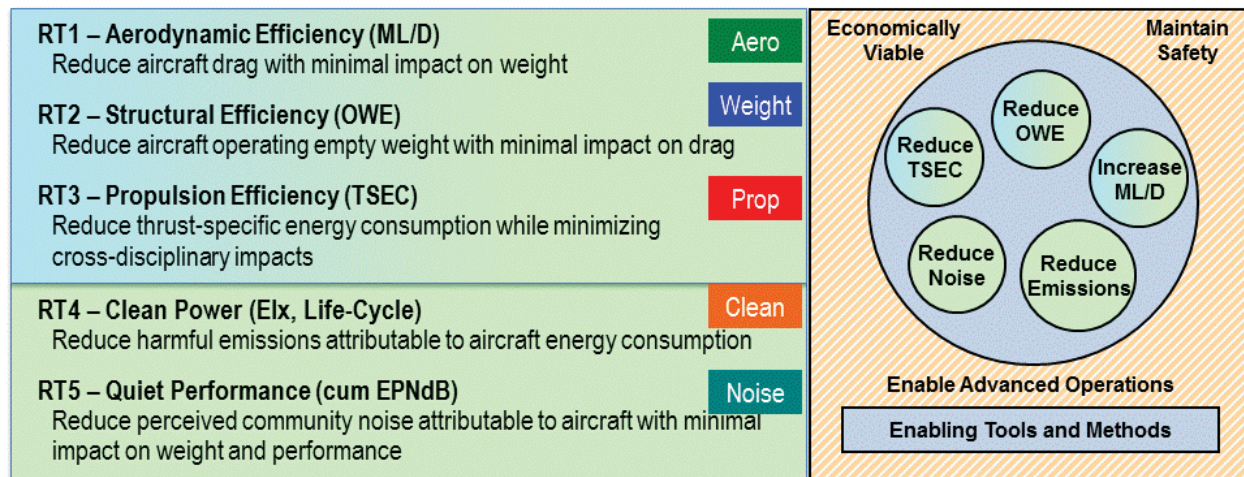 RT1 – Aerodynamic Efficiency (ML/D)
Aero
Reduce aircraft drag with minimal impact on weight
RT2 – Structural Efficiency (OWE)
Weight
Reduce aircraft operating empty weight with minimal impact on drag
RT3 – Propulsion Efficiency (TSEC)
Prop
Reduce thrust-specific energy consumption while minimizing
cross-disciplinary impacts
RT4 – Clean Power (EIx, Life-Cycle)
Clean
Reduce harmful emissions attributable to aircraft energy consumption
RT5 – Quiet Performance (cum EPNdB)
Noise
Reduce perceived community noise attributable to aircraft with minimal
impact on weight and performance
Economically
Viable
Maintain
Safety
Reduce
OWE
Reduce
TSEC
Increase
ML/D
Reduce
Noise
Reduce
Emissions
Enable Advanced Operations
Enabling Tools and Methods